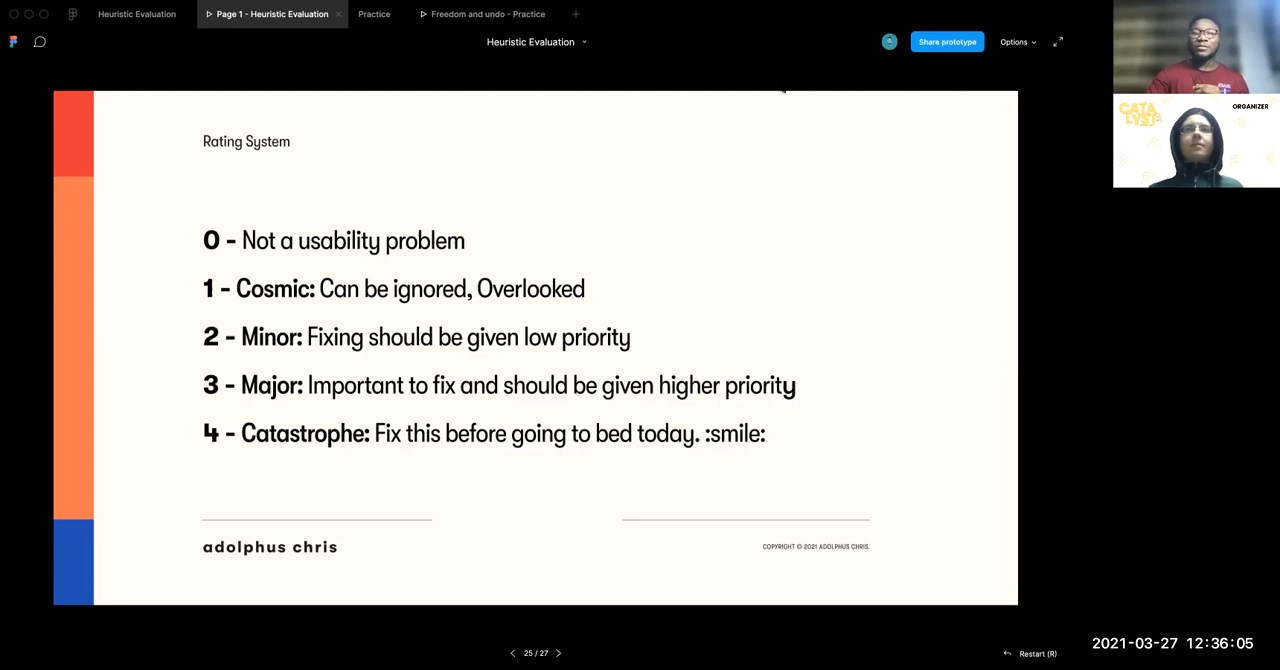 Heuristic Evaluation
Page 1 - Heuristic Evaluation
Practice
Freedom and undo - Practice
Heuristic Evaluation
Share prototype
Options
CATA
LYST
ORGANIZER
Rating System
0 - Not a usability problem
1 - Cosmic: Can be ignored, Overlooked
2 - Minor: Fixing should be given low priority
3 - Major: Important to fix and should be given higher priority
4 - Catastrophe: Fix this before going to bed today. :smile:
adolphus chris
COPYRIGHT © 2021 ADOLPHUS CHRIS.
25 / 27
Restart (R)
2021-03-27 12:36:05